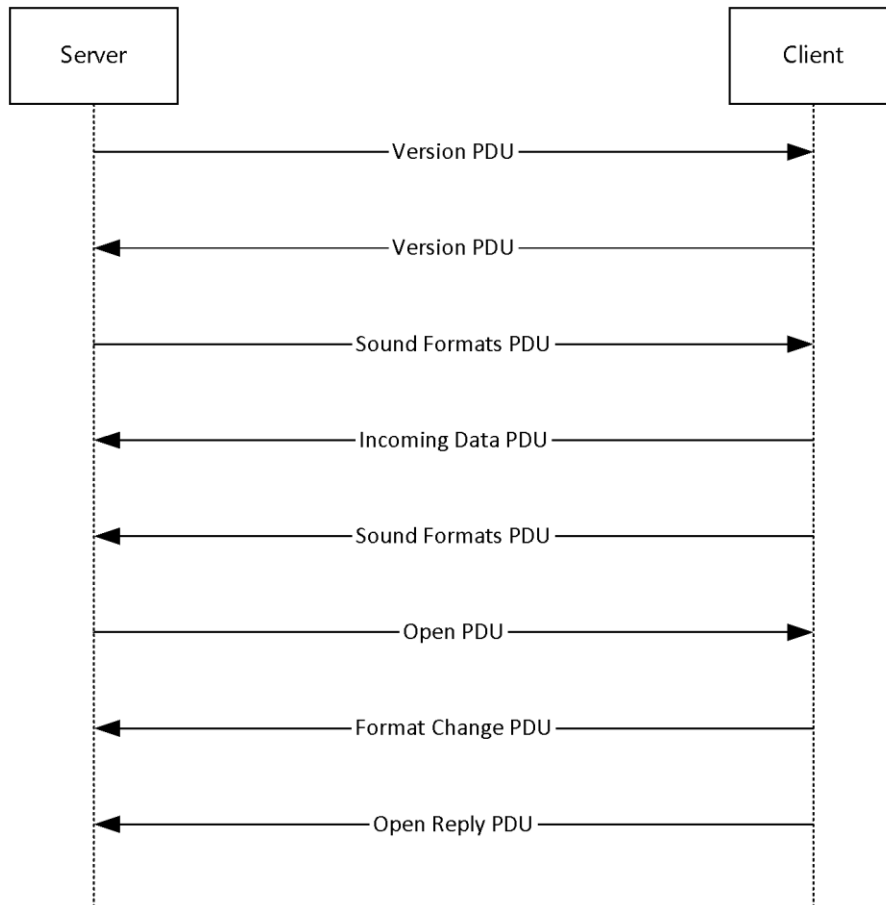 Server
Client
Version PDU
Version PDU
Sound Formats PDU
Incoming Data PDU
Sound Formats PDU
Open PDU
Format Change PDU
Open Reply PDU